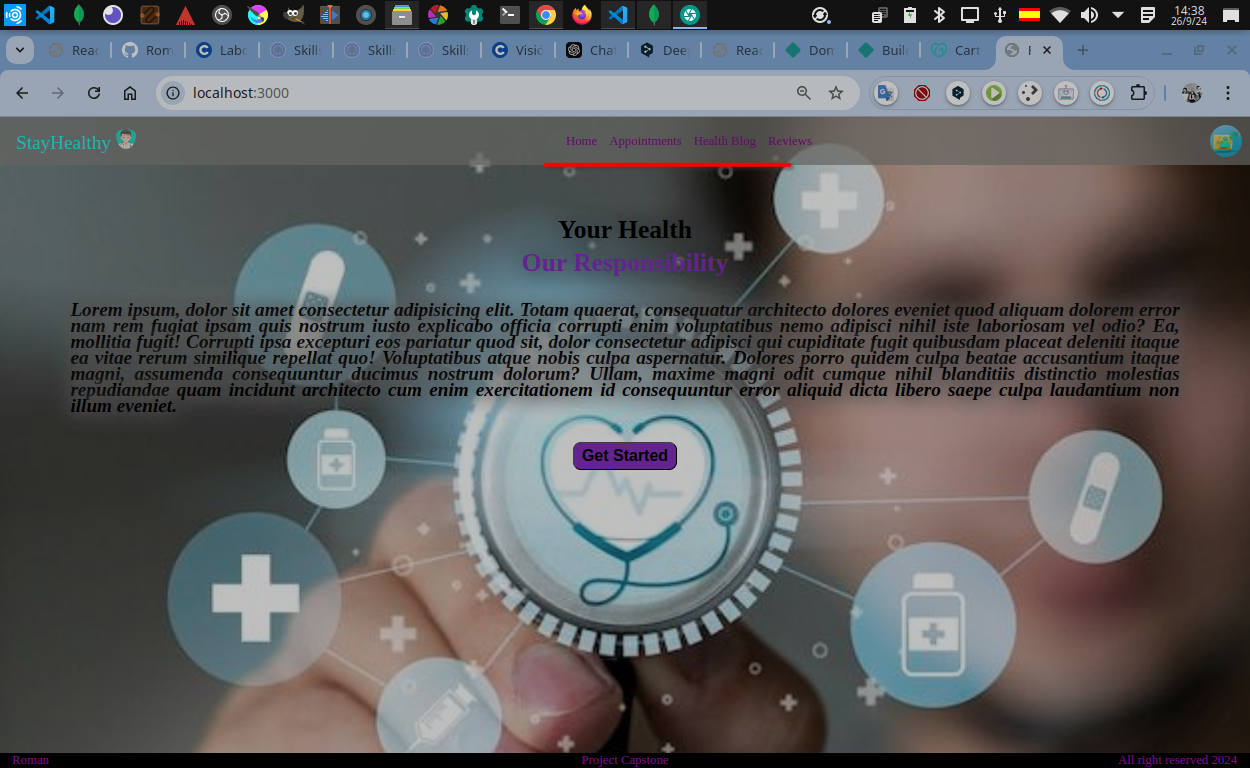 14:38
26/9/24
Reac
Rom
Labo
Skills
Skills
Skills
Visio
Chat
Deep
Reac
Don
Build
Cart
localhost:3000
StayHealthy
Home Appointments Health Blog Reviews
Your Health
Our Responsibility
Lorem ipsum, dolor sit amet consectetur adipisicing elit. Totam quaerat, consequatur architecto dolores eveniet quod aliquam dolorem error
nam rem fugiat ipsam quis nostrum iusto explicabo officia corrupti enim voluptatibus nemo adipisci nihil iste laboriosam vel odio? Ea,
mollitia fugit! Corrupti ipsa excepturi eos pariatur quod sit, dolor consectetur adipisci qui cupiditate fugit quibusdam placeat deleniti itaque
ea vitae rerum similique repellat quo! Voluptatibus atque nobis culpa aspernatur. Dolores porro quidem culpa beatae accusantium itaque
magni, assumenda consequuntur ducimus nostrum dolorum? Ullam, maxime magni odit cumque nihil blanditiis distinctio molestias
repudiandae quam incidunt architecto cum enim exercitationem id consequuntur error aliquid dicta libero saepe culpa laudantium non
illum eveniet.
Get Started
Roman Project Capstone All right reserved 2024